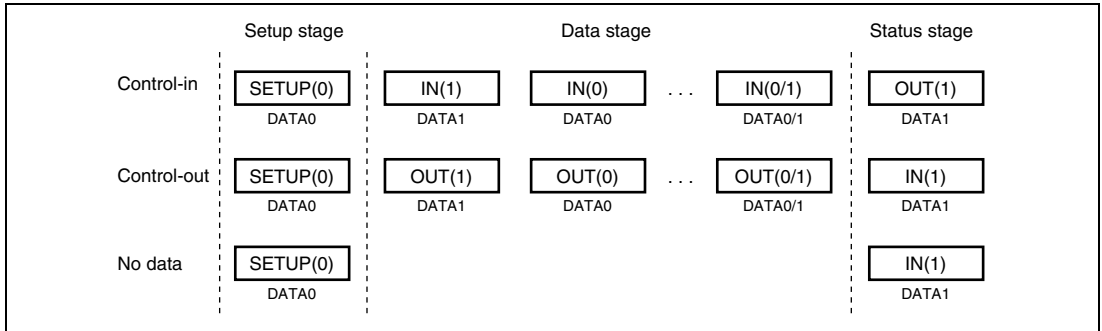 Setup stage Data stage Status stage
Control-in SETUP(0) IN(1) IN(0) . . . IN(0/1) OUT(1)
DATA0 DATA1 DATA0 DATA0/1 DATA1
Control-out SETUP(0) OUT(1) OUT(0) . . . OUT(0/1) IN(1)
DATA0 DATA1 DATA0 DATA0/1 DATA1
No data SETUP(0) IN(1)
DATA0 DATA1